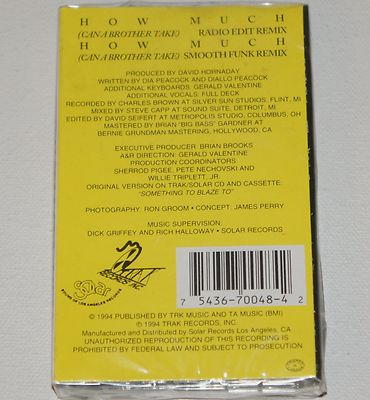 HOW MUCH
(CAN A BROTHER TAKE) RADIO EDIT REMIX
HOW MUCH
(CAN A BROTHER TAKE) SMOOTH FUNK REMIX
PRODUCED BY DAVID HORNADAY
WRITTEN BY DIA PEACOCK AND DIALLO PEACOCK
ADDITIONAL KEYBOARDS: GERALD VALENTINE
ADDITIONAL VOCALS: FULL DECK
RECORDED BY CHARLES BROWN AT SILVER SUN STUDIOS, FLINT, MI
MIXED BY STEVE CAPP AT SOUND SUITE, DETROIT, MI
EDITED BY DAVID SEIFERT AT METROPOLIS STUDIO, COLUMBUS, OH
MASTERED BY BRIAN "BIG BASS" GARDNER AT
BERNIE GRUNDMAN MASTERING, HOLLYWOOD, CA
EXECUTIVE PRODUCER: BRIAN BROOKS
A&R DIRECTION: GERALD VALENTINE
PRODUCTION COORDINATORS:
SHERROD PIGEE, PETE NECHOVSKI AND
WILLIE TRIPLETT, JR.
ORIGINAL VERSION ON TRAK/SOLAR CD AND CASSETTE
"SOMETHING TO BLAZE TO"
PHOTOGRAPHY: RON GROOM • CONCEPT: JAMES PERRY
MUSIC SUPERVISION:
DICK GRIFFEY AND RICH HALLOWAY • SOLAR RECORDS
Solar
SOUND OF LOS ANGELES RECORDS
RECORDS INC.
7 5436-70048-4 2
© 1994 PUBLISHED BY TRK MUSIC AND TA MUSIC (BMI)
℗ 1994 TRAK RECORDS, INC
Manufactured and Distributed by Solar Records Los Angeles, CA
UNAUTHORIZED REPRODUCTION OF THIS RECORDING IS
PROHIBITED BY FEDERAL LAW AND SUBJECT TO PROSECUTION